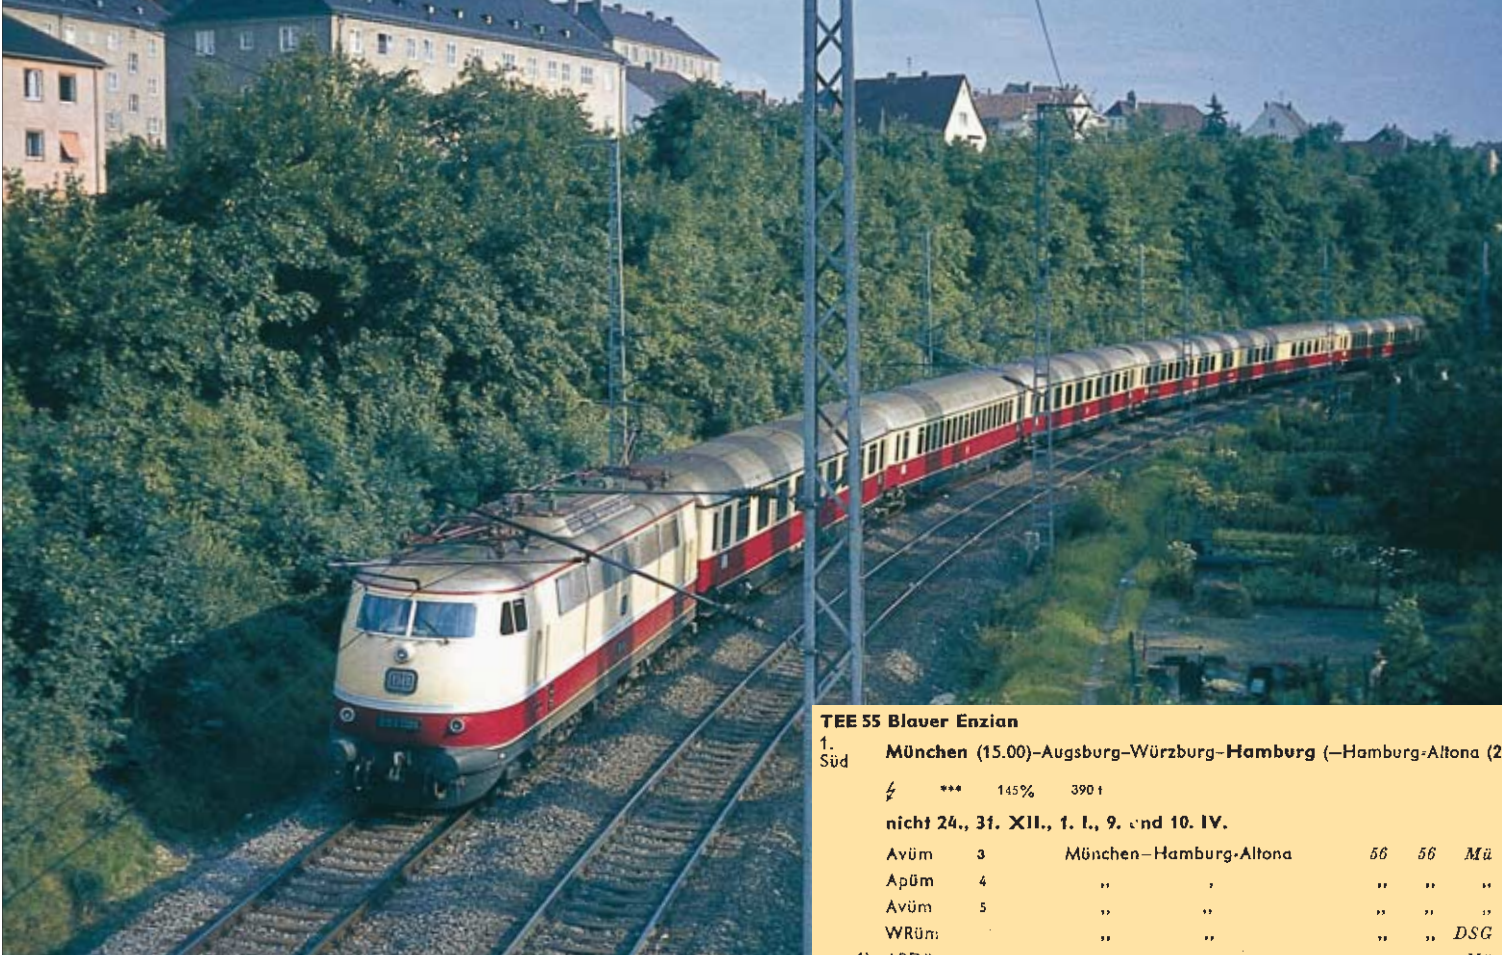 DB
TEE 55 Blauer Enzian
1.
Süd München (15.00)–Augsburg–Würzburg–Hamburg (–Hamburg-Altona (2
*** 145% 390 t
nicht 24., 31. XII., 1. I., 9. und 10. IV.
Avüm 3 München–Hamburg-Altona 56 56 Mü
Apüm 4 ,, , ,, ,, ,,
Avüm 5 ,, ,, ,, ,, ,,
WRüm ,, ,, ,, ,, DSG